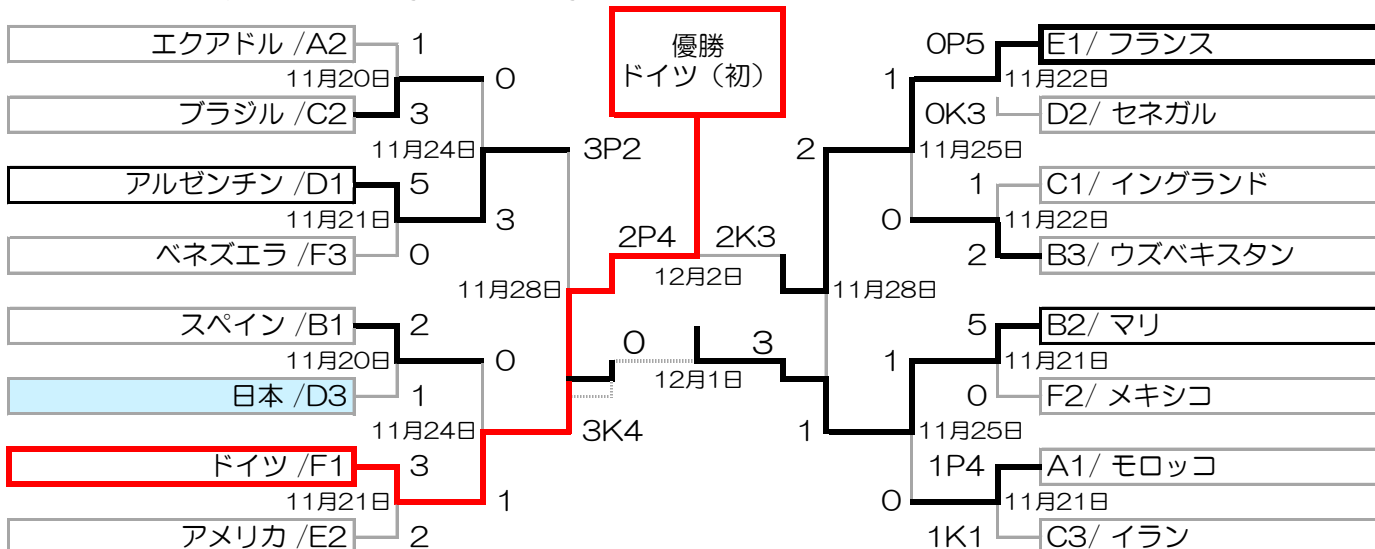 優勝
ドイツ（初）
エクアドル /A2 1
11月20日 0
ブラジル /C2 3
11月24日 3P2
アルゼンチン /D1 5
11月21日 3
ベネズエラ /F3 0
11月28日 2P4
スペイン /B1 2
11月20日 0
日本 /D3 1
11月24日 3K4
ドイツ /F1 3
11月21日 1
アメリカ /E2 2
2K3
12月2日
0 3
12月1日
0P5 E1/ フランス
1 11月22日
0K3 D2/ セネガル
2 11月25日
1 C1/ イングランド
0 11月22日
2 B3/ ウズベキスタン
11月28日
5 B2/ マリ
1 11月21日
0 F2/ メキシコ
1 11月25日
1P4 A1/ モロッコ
0 11月21日
1K1 C3/ イラン